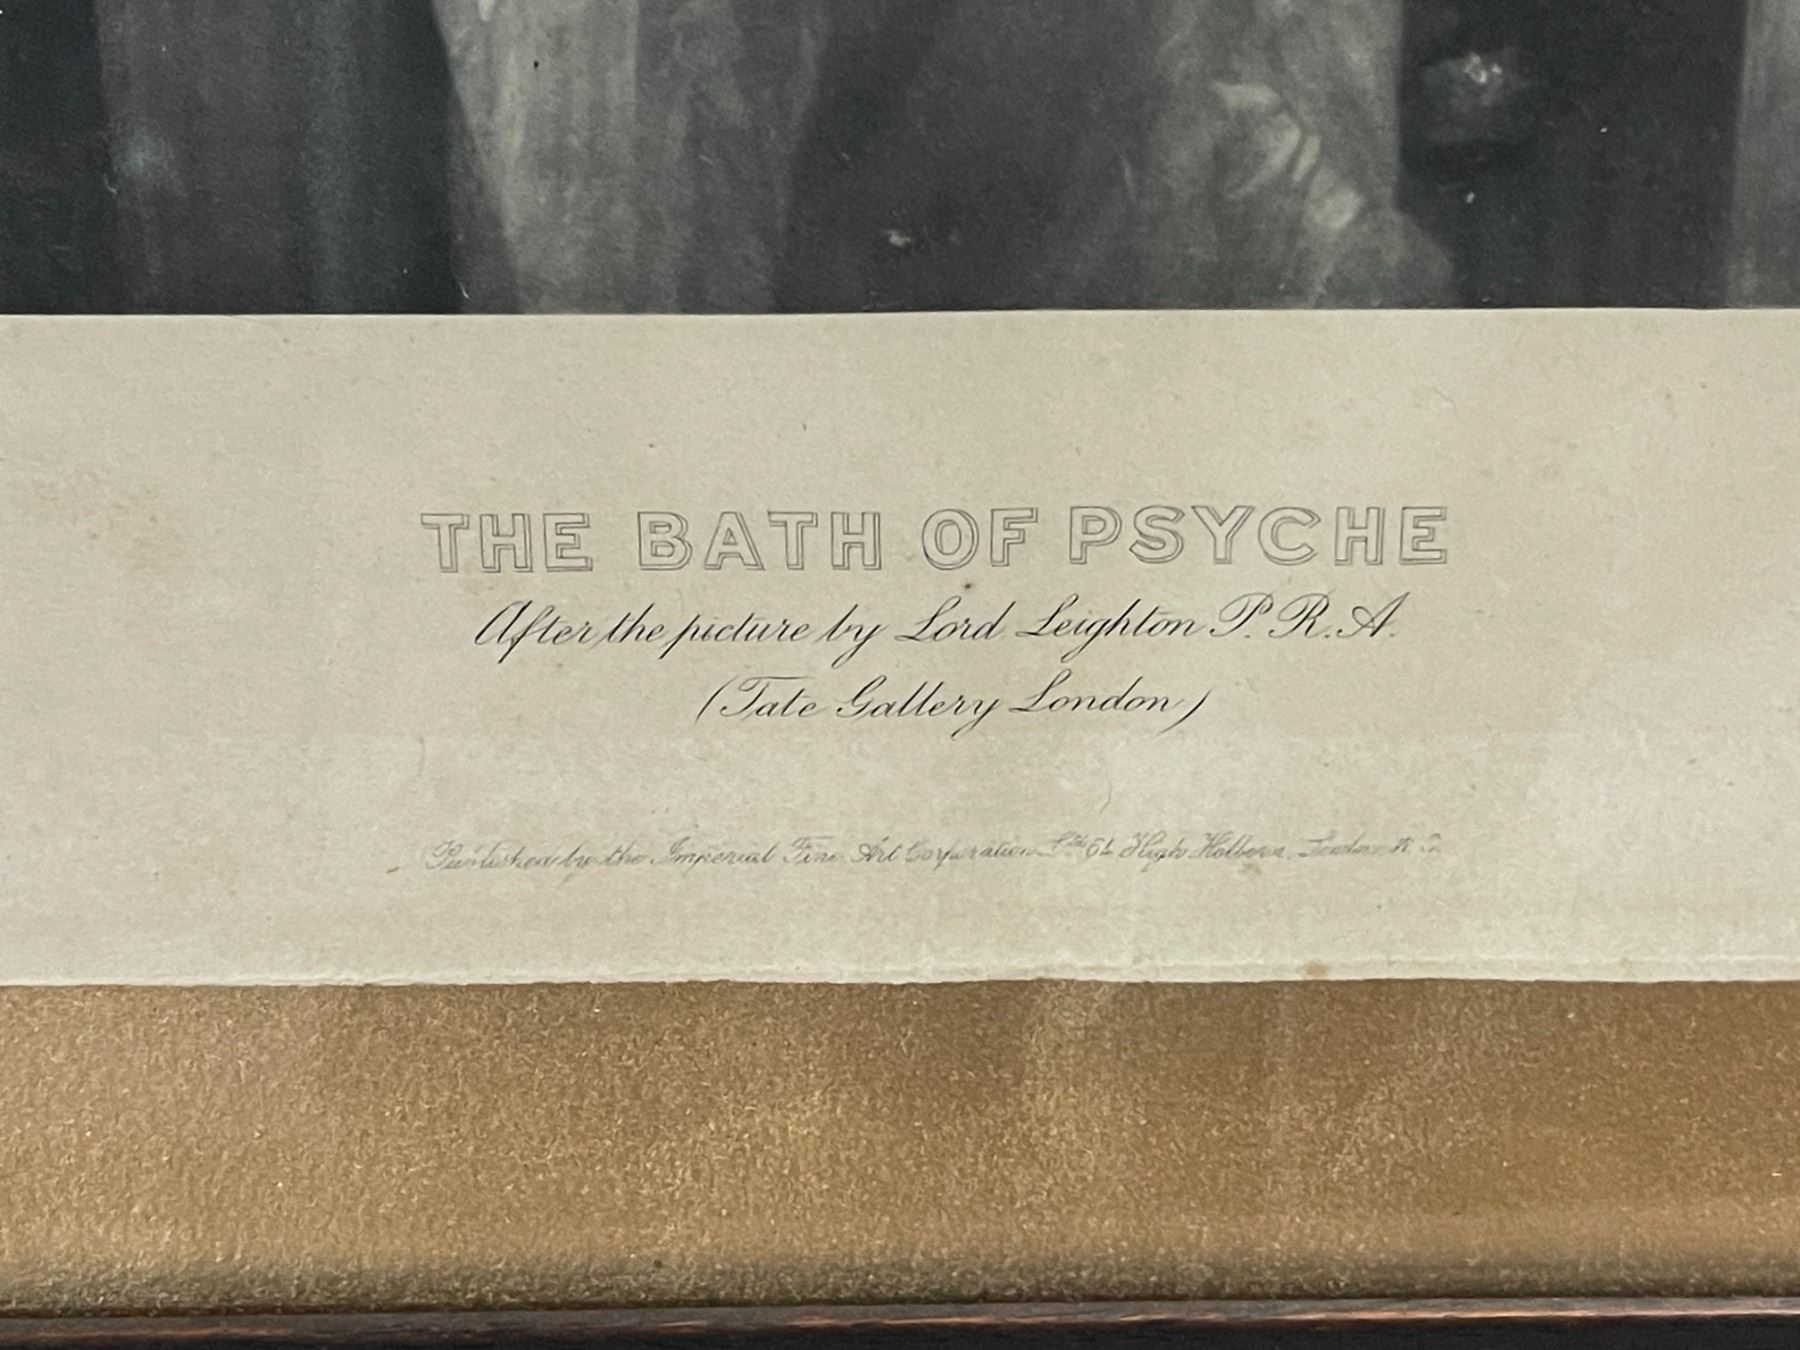 THE BATH OF PSYCHE
After the picture by Lord Leighton P.R.A.
(Tate Gallery London)
Published by the Imperial Fine Art Corporation Ltd High Holborn, London W.